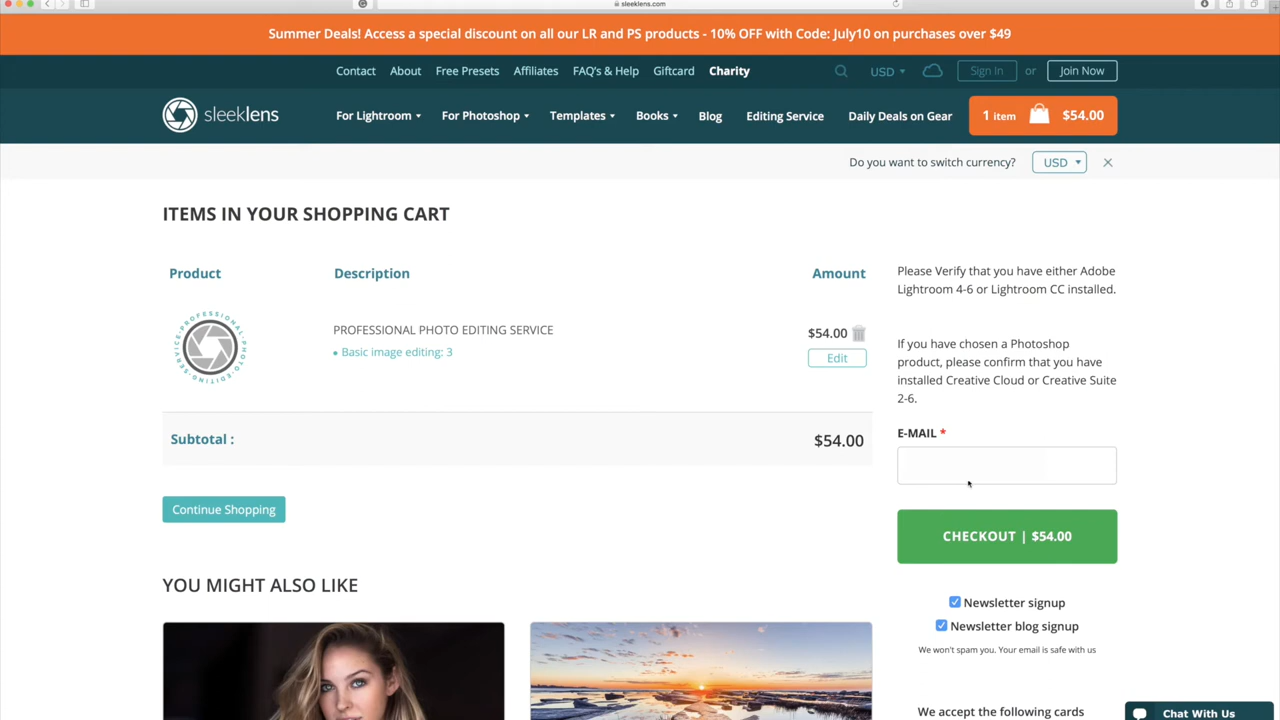 sleeklens.com
Summer Deals! Access a special discount on all our LR and PS products - 10% OFF with Code: July10 on purchases over $49
Contact About Free Presets Affiliates FAQ's & Help Giftcard Charity USD Sign In or Join Now
sleeklens For Lightroom For Photoshop Templates Books Blog Editing Service Daily Deals on Gear 1 item $54.00
Do you want to switch currency? USD
ITEMS IN YOUR SHOPPING CART
Product Description Amount
PROFESSIONAL PHOTO EDITING SERVICE $54.00
• Basic image editing: 3
Edit
SERVICE•PROFESSIONAL•PHOTO•EDITING•
Subtotal : $54.00
Continue Shopping
Please Verify that you have either Adobe
Lightroom 4-6 or Lightroom CC installed.
If you have chosen a Photoshop
product, please confirm that you have
installed Creative Cloud or Creative Suite
2-6.
E-MAIL *
CHECKOUT | $54.00
Newsletter signup
Newsletter blog signup
We won't spam you. Your email is safe with us
YOU MIGHT ALSO LIKE
We accept the following cards
Chat With Us